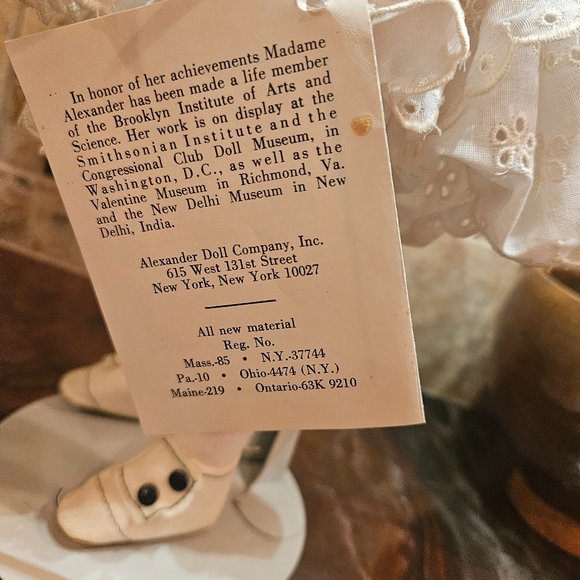 In honor of her achievements Madame
Alexander has been made a life member
of the Brooklyn Institute of Arts and
Science. Her work is on display at the
Smithsonian Institute and the
Congressional Club Doll Museum, in
Washington, D.C., as well as the
Valentine Museum in Richmond, Va.
and the New Delhi Museum in New
Delhi, India.
Alexander Doll Company, Inc.
615 West 131st Street
New York, New York 10027
All new material
Reg. No.
Mass.-85 • N.Y.-37744
Pa.-10 • Ohio-4474 (N.Y.)
Maine-219 • Ontario-63K 9210